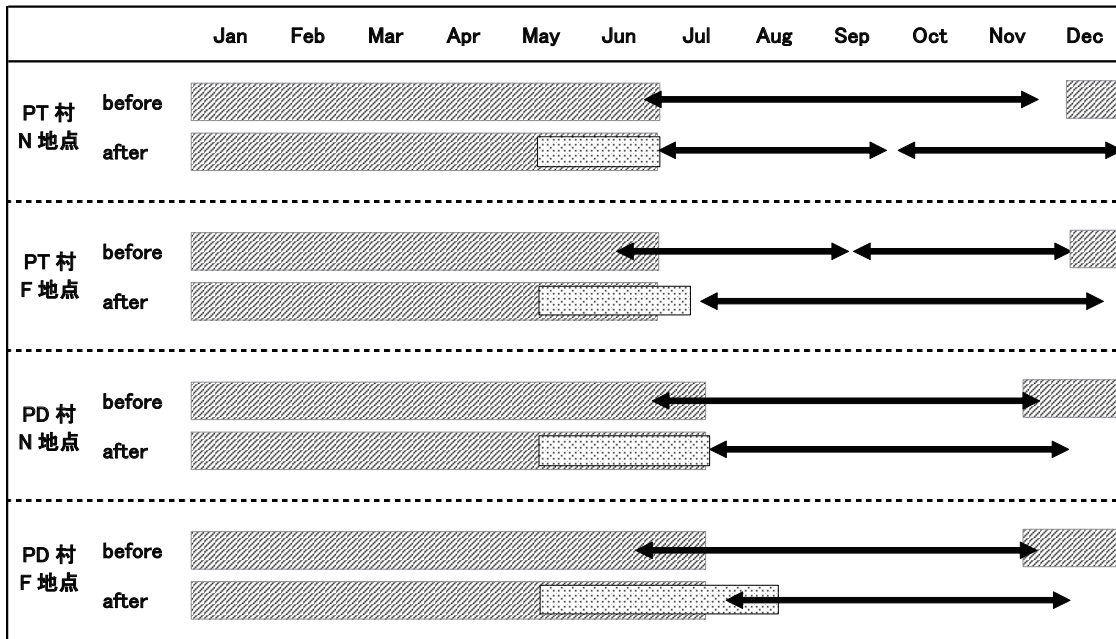 Jan Feb Mar Apr May Jun Jul Aug Sep Oct Nov Dec
PT 村
N 地点
before
after
PT 村
F 地点
before
after
PD 村
N 地点
before
after
PD 村
F 地点
before
after